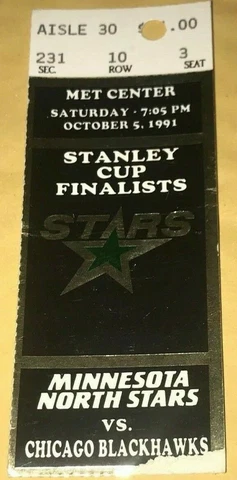 AISLE 30 $ .00
231 10 3
SEC. ROW SEAT
MET CENTER
SATURDAY · 7:05 PM
OCTOBER 5, 1991
STANLEY
CUP
FINALISTS
STARS
MINNESOTA
NORTH STARS
VS.
CHICAGO BLACKHAWKS